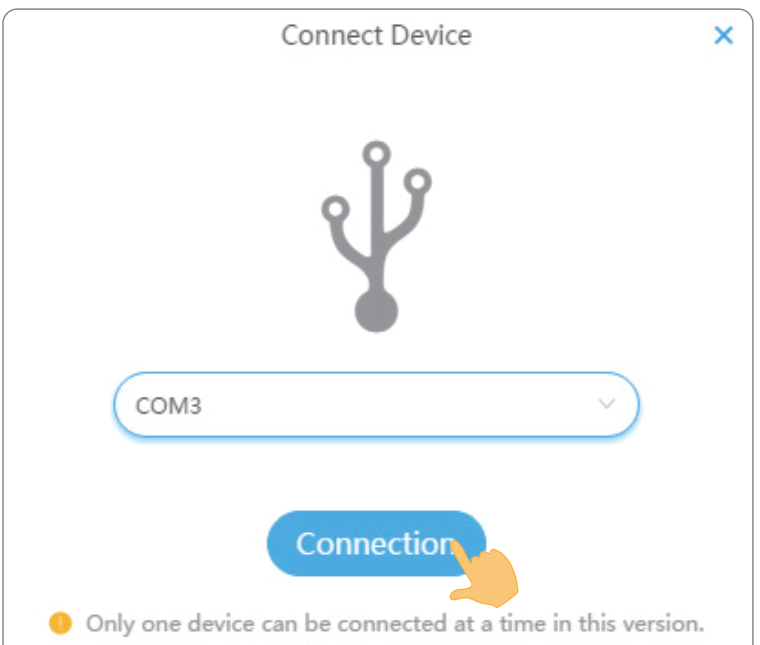 Connect Device
COM3
Connection
Only one device can be connected at a time in this version.